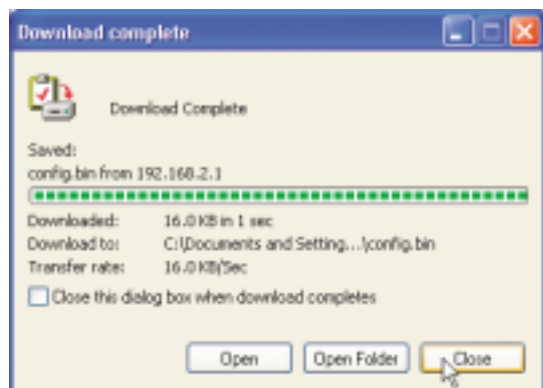 Download complete
Download Complete
Saved:
config.bin from 192.168.2.1
Downloaded: 16.0 KB in 1 sec
Download to: C:\Documents and Setting...\config.bin
Transfer rate: 16.0 KB/Sec
Close this dialog box when download completes
Open Open Folder Close